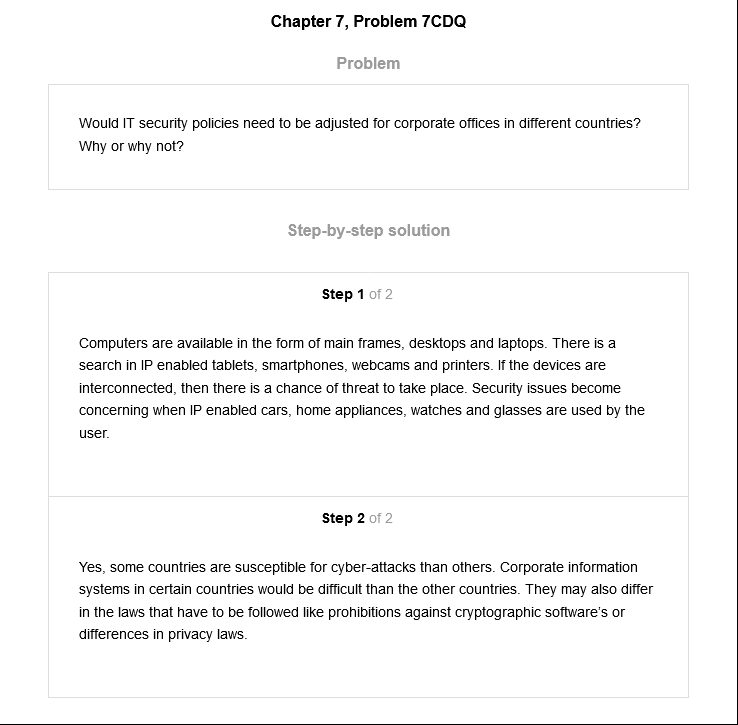 Chapter 7, Problem 7CDQ
Problem
Would IT security policies need to be adjusted for corporate offices in different countries?
Why or why not?
Step-by-step solution
Step 1 of 2
Computers are available in the form of main frames, desktops and laptops. There is a
search in IP enabled tablets, smartphones, webcams and printers. If the devices are
interconnected, then there is a chance of threat to take place. Security issues become
concerning when IP enabled cars, home appliances, watches and glasses are used by the
user.
Step 2 of 2
Yes, some countries are susceptible for cyber-attacks than others. Corporate information
systems in certain countries would be difficult than the other countries. They may also differ
in the laws that have to be followed like prohibitions against cryptographic software’s or
differences in privacy laws.